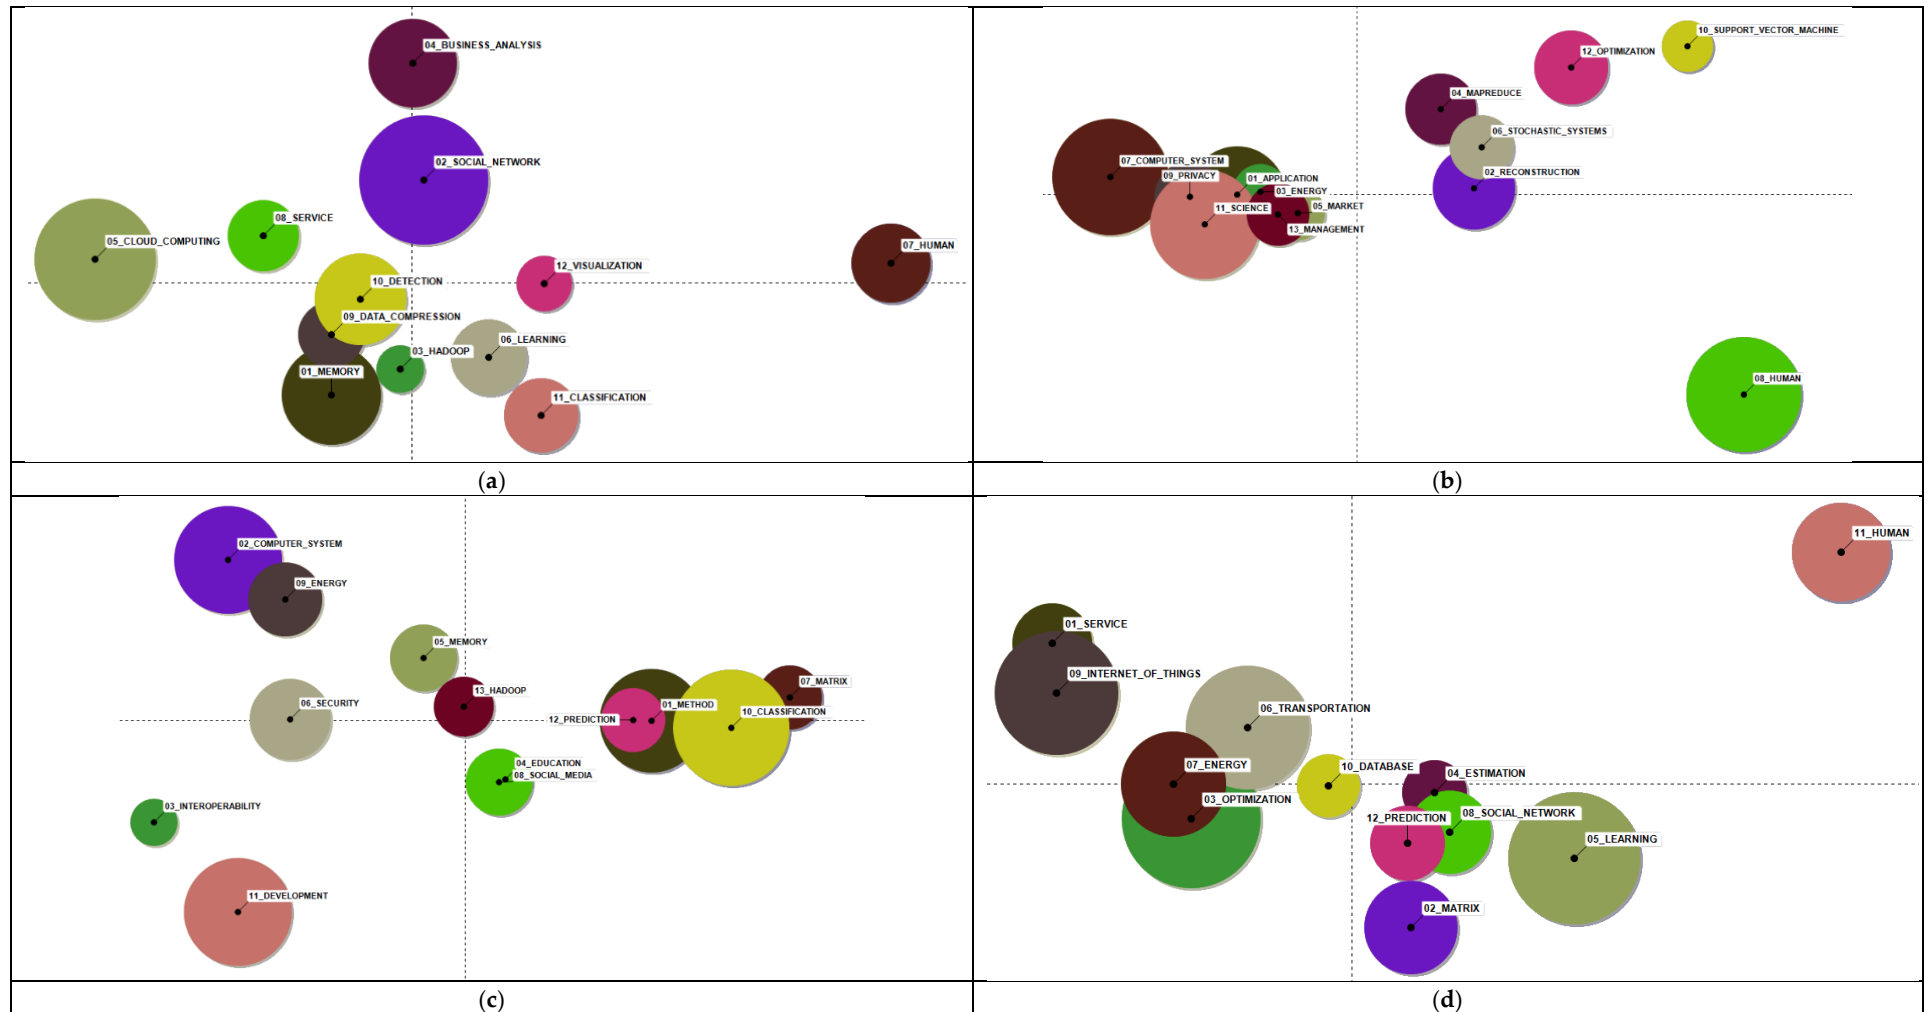 04_BUSINESS_ANALYSIS
02_SOCIAL_NETWORK
08_SERVICE
05_CLOUD_COMPUTING
07_HUMAN
12_VISUALIZATION
10_DETECTION
09_DATA_COMPRESSION
06_LEARNING
03_HADOOP
01_MEMORY
11_CLASSIFICATION
(a)
10_SUPPORT_VECTOR_MACHINE
12_OPTIMIZATION
04_MAPREDUCE
06_STOCHASTIC_SYSTEMS
07_COMPUTER_SYSTEM
02_RECONSTRUCTION
09_PRIVACY
01_APPLICATION
03_ENERGY
11_SCIENCE
05_MARKET
13_MANAGEMENT
08_HUMAN
(b)
02_COMPUTER_SYSTEM
09_ENERGY
05_MEMORY
07_MATRIX
13_HADOOP
06_SECURITY
01_METHOD
12_PREDICTION
10_CLASSIFICATION
04_EDUCATION
08_SOCIAL_MEDIA
03_INTEROPERABILITY
11_DEVELOPMENT
(c)
11_HUMAN
01_SERVICE
09_INTERNET_OF_THINGS
06_TRANSPORTATION
07_ENERGY
10_DATABASE
04_ESTIMATION
03_OPTIMIZATION
08_SOCIAL_NETWORK
12_PREDICTION
05_LEARNING
02_MATRIX
(d)